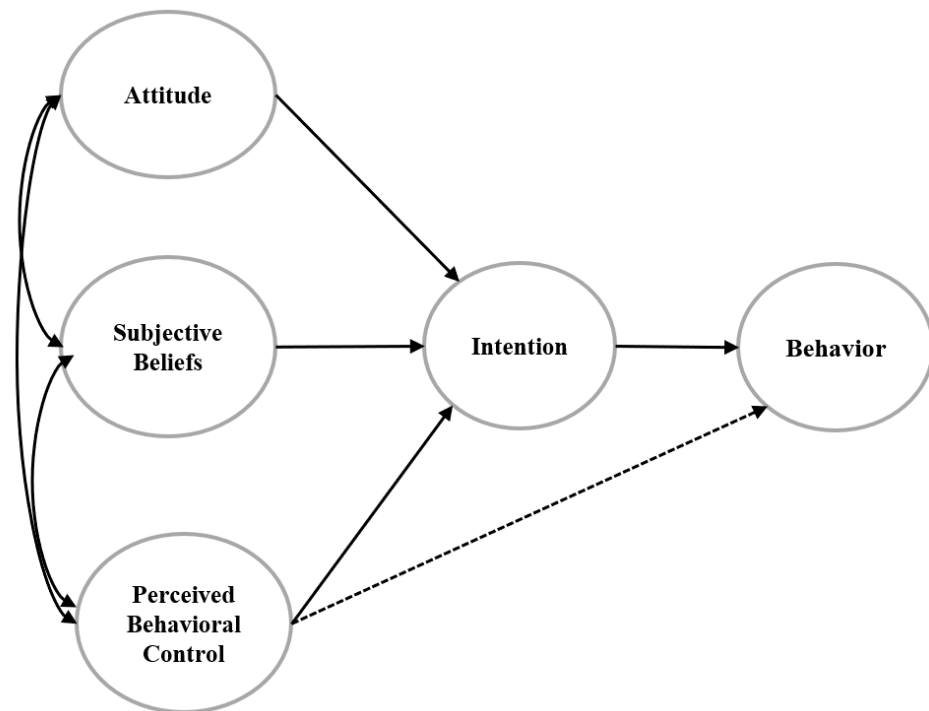 Attitude
Subjective
Beliefs
Intention
Behavior
Perceived
Behavioral
Control